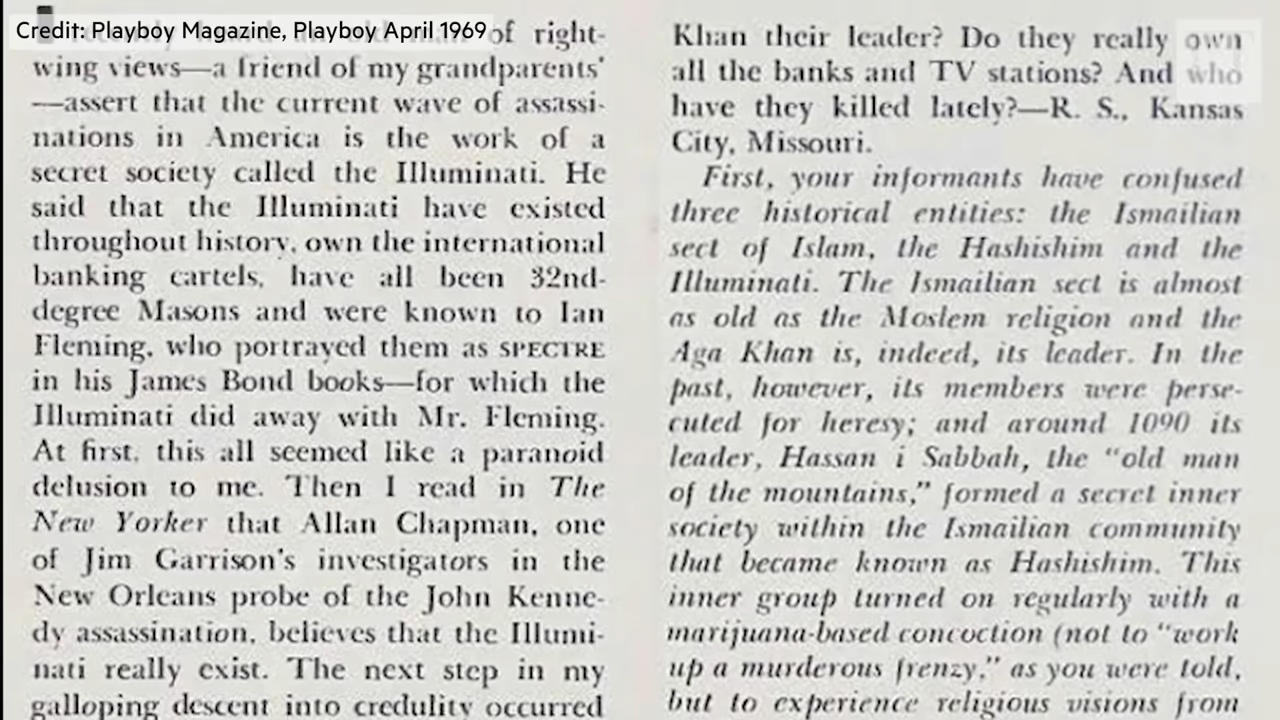 Credit: Playboy Magazine, Playboy April 1969
of right-
wing views—a friend of my grandparents'
—assert that the current wave of assassi-
nations in America is the work of a
secret society called the Illuminati. He
said that the Illuminati have existed
throughout history, own the international
banking cartels, have all been 32nd-
degree Masons and were known to Ian
Fleming, who portrayed them as SPECTRE
in his James Bond books—for which the
Illuminati did away with Mr. Fleming.
At first, this all seemed like a paranoid
delusion to me. Then I read in The
New Yorker that Allan Chapman, one
of Jim Garrison's investigators in the
New Orleans probe of the John Kenne-
dy assassination, believes that the Illumi-
nati really exist. The next step in my
galloping descent into credulity occurred
Khan their leader? Do they really own
all the banks and TV stations? And who
have they killed lately?—R. S., Kansas
City, Missouri.
First, your informants have confused
three historical entities: the Ismailian
sect of Islam, the Hashishim and the
Illuminati. The Ismailian sect is almost
as old as the Moslem religion and the
Aga Khan is, indeed, its leader. In the
past, however, its members were perse-
cuted for heresy; and around 1090 its
leader, Hassan i Sabbah, the "old man
of the mountains," formed a secret inner
society within the Ismailian community
that became known as Hashishim. This
inner group turned on regularly with a
marijuana-based concoction (not to "work
up a murderous frenzy," as you were told,
but to experience religious visions from